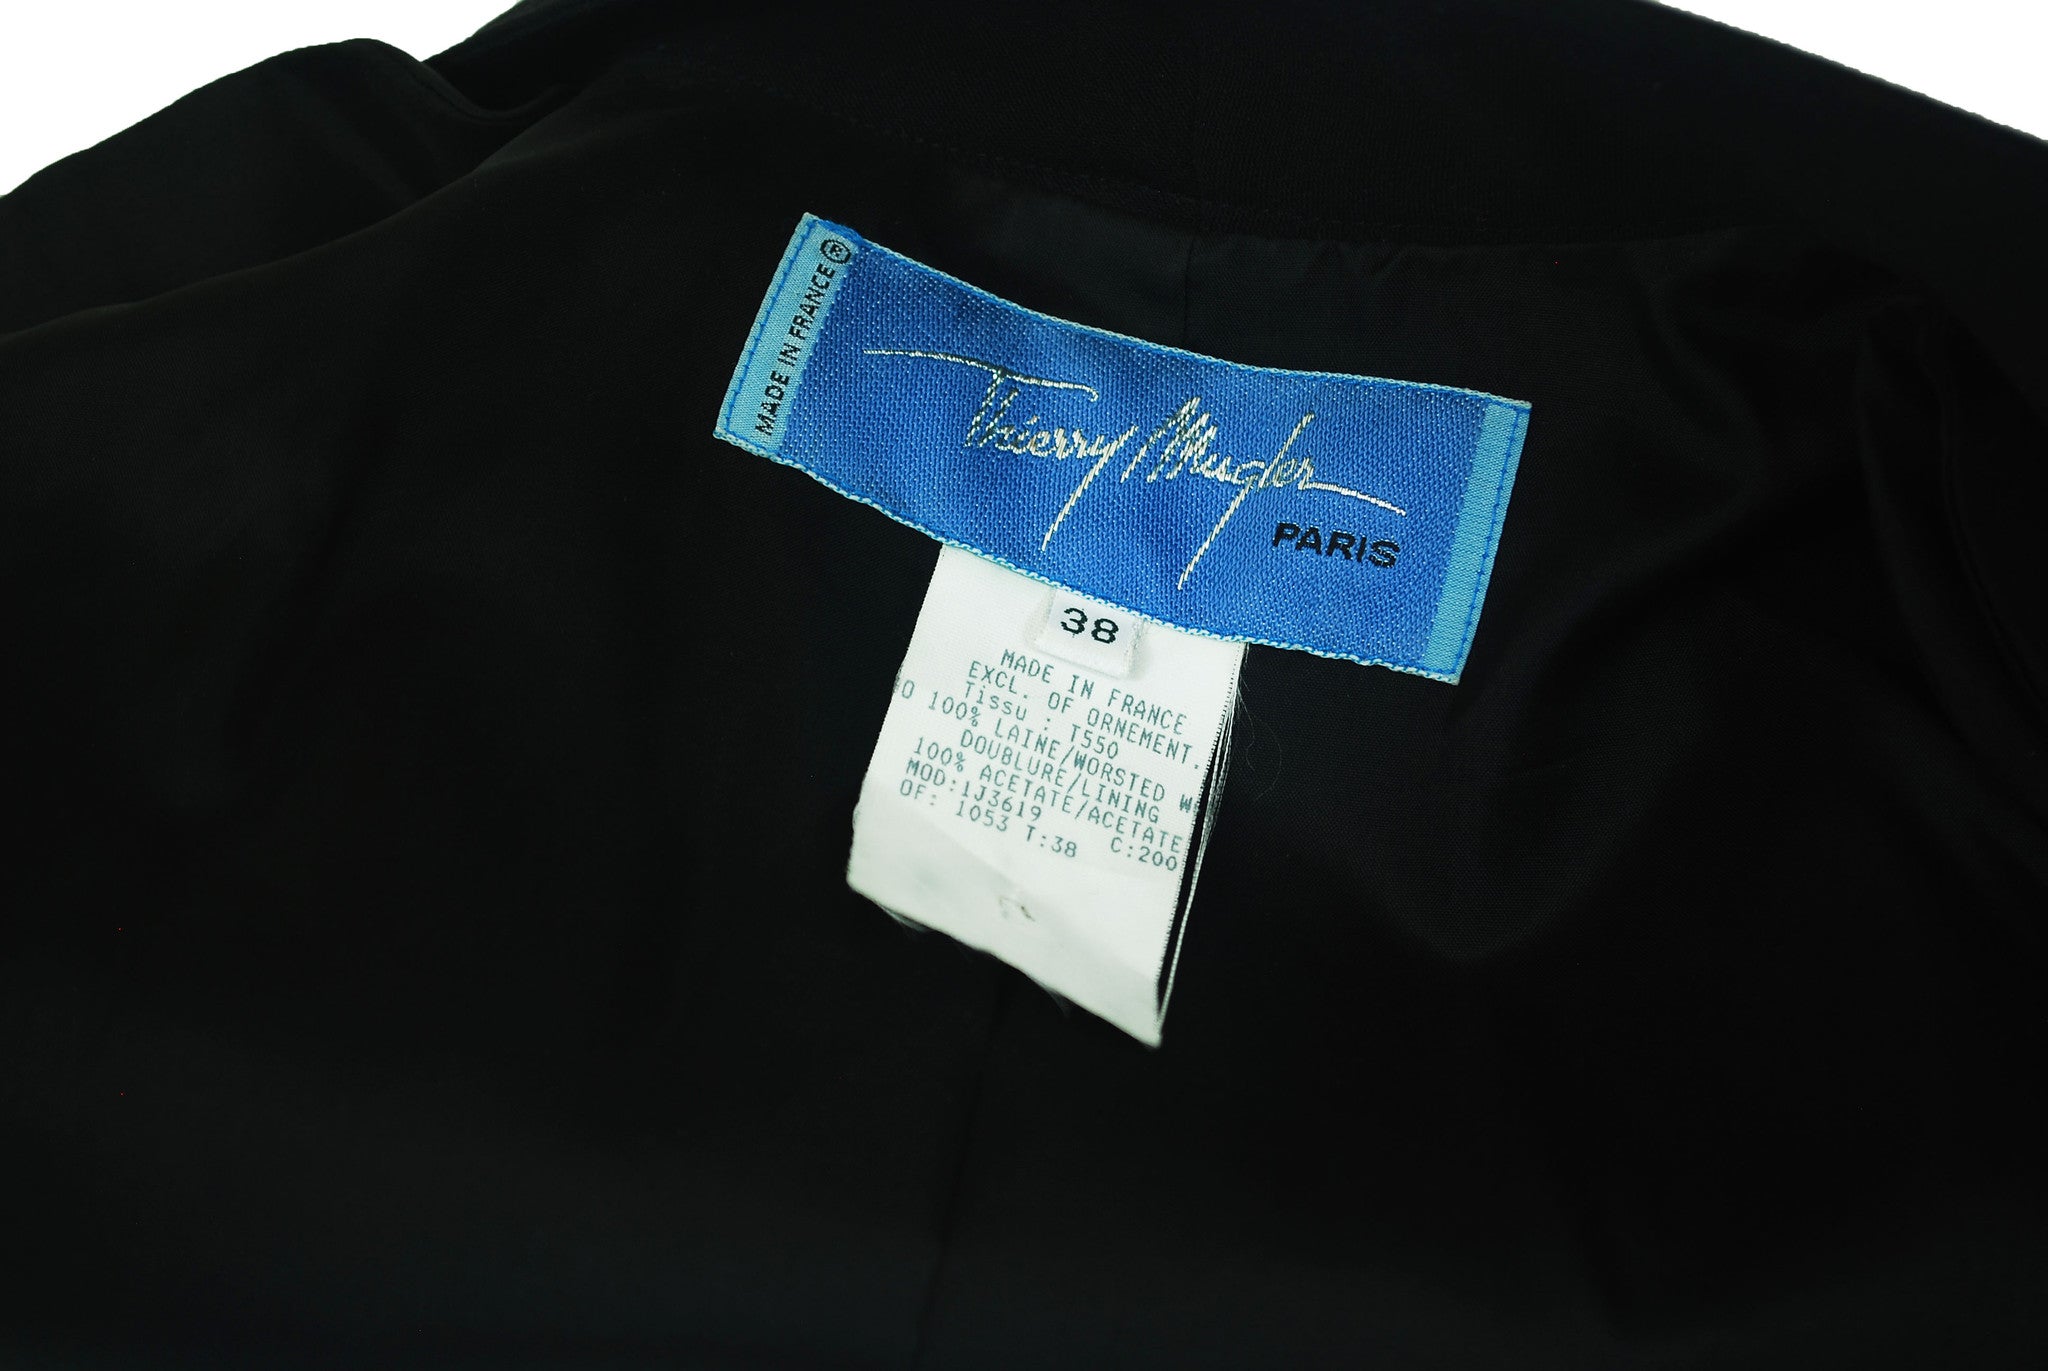 MADE IN FRANCE ®
Thierry Mugler
PARIS
38
MADE IN FRANCE
EXCL. OF ORNEMENT.
Tissu : T550
100% LAINE/WORSTED
DOUBLURE/LINING
100% ACETATE/ACETATE
MOD:1J3619 C:200
OF: 1053 T:38